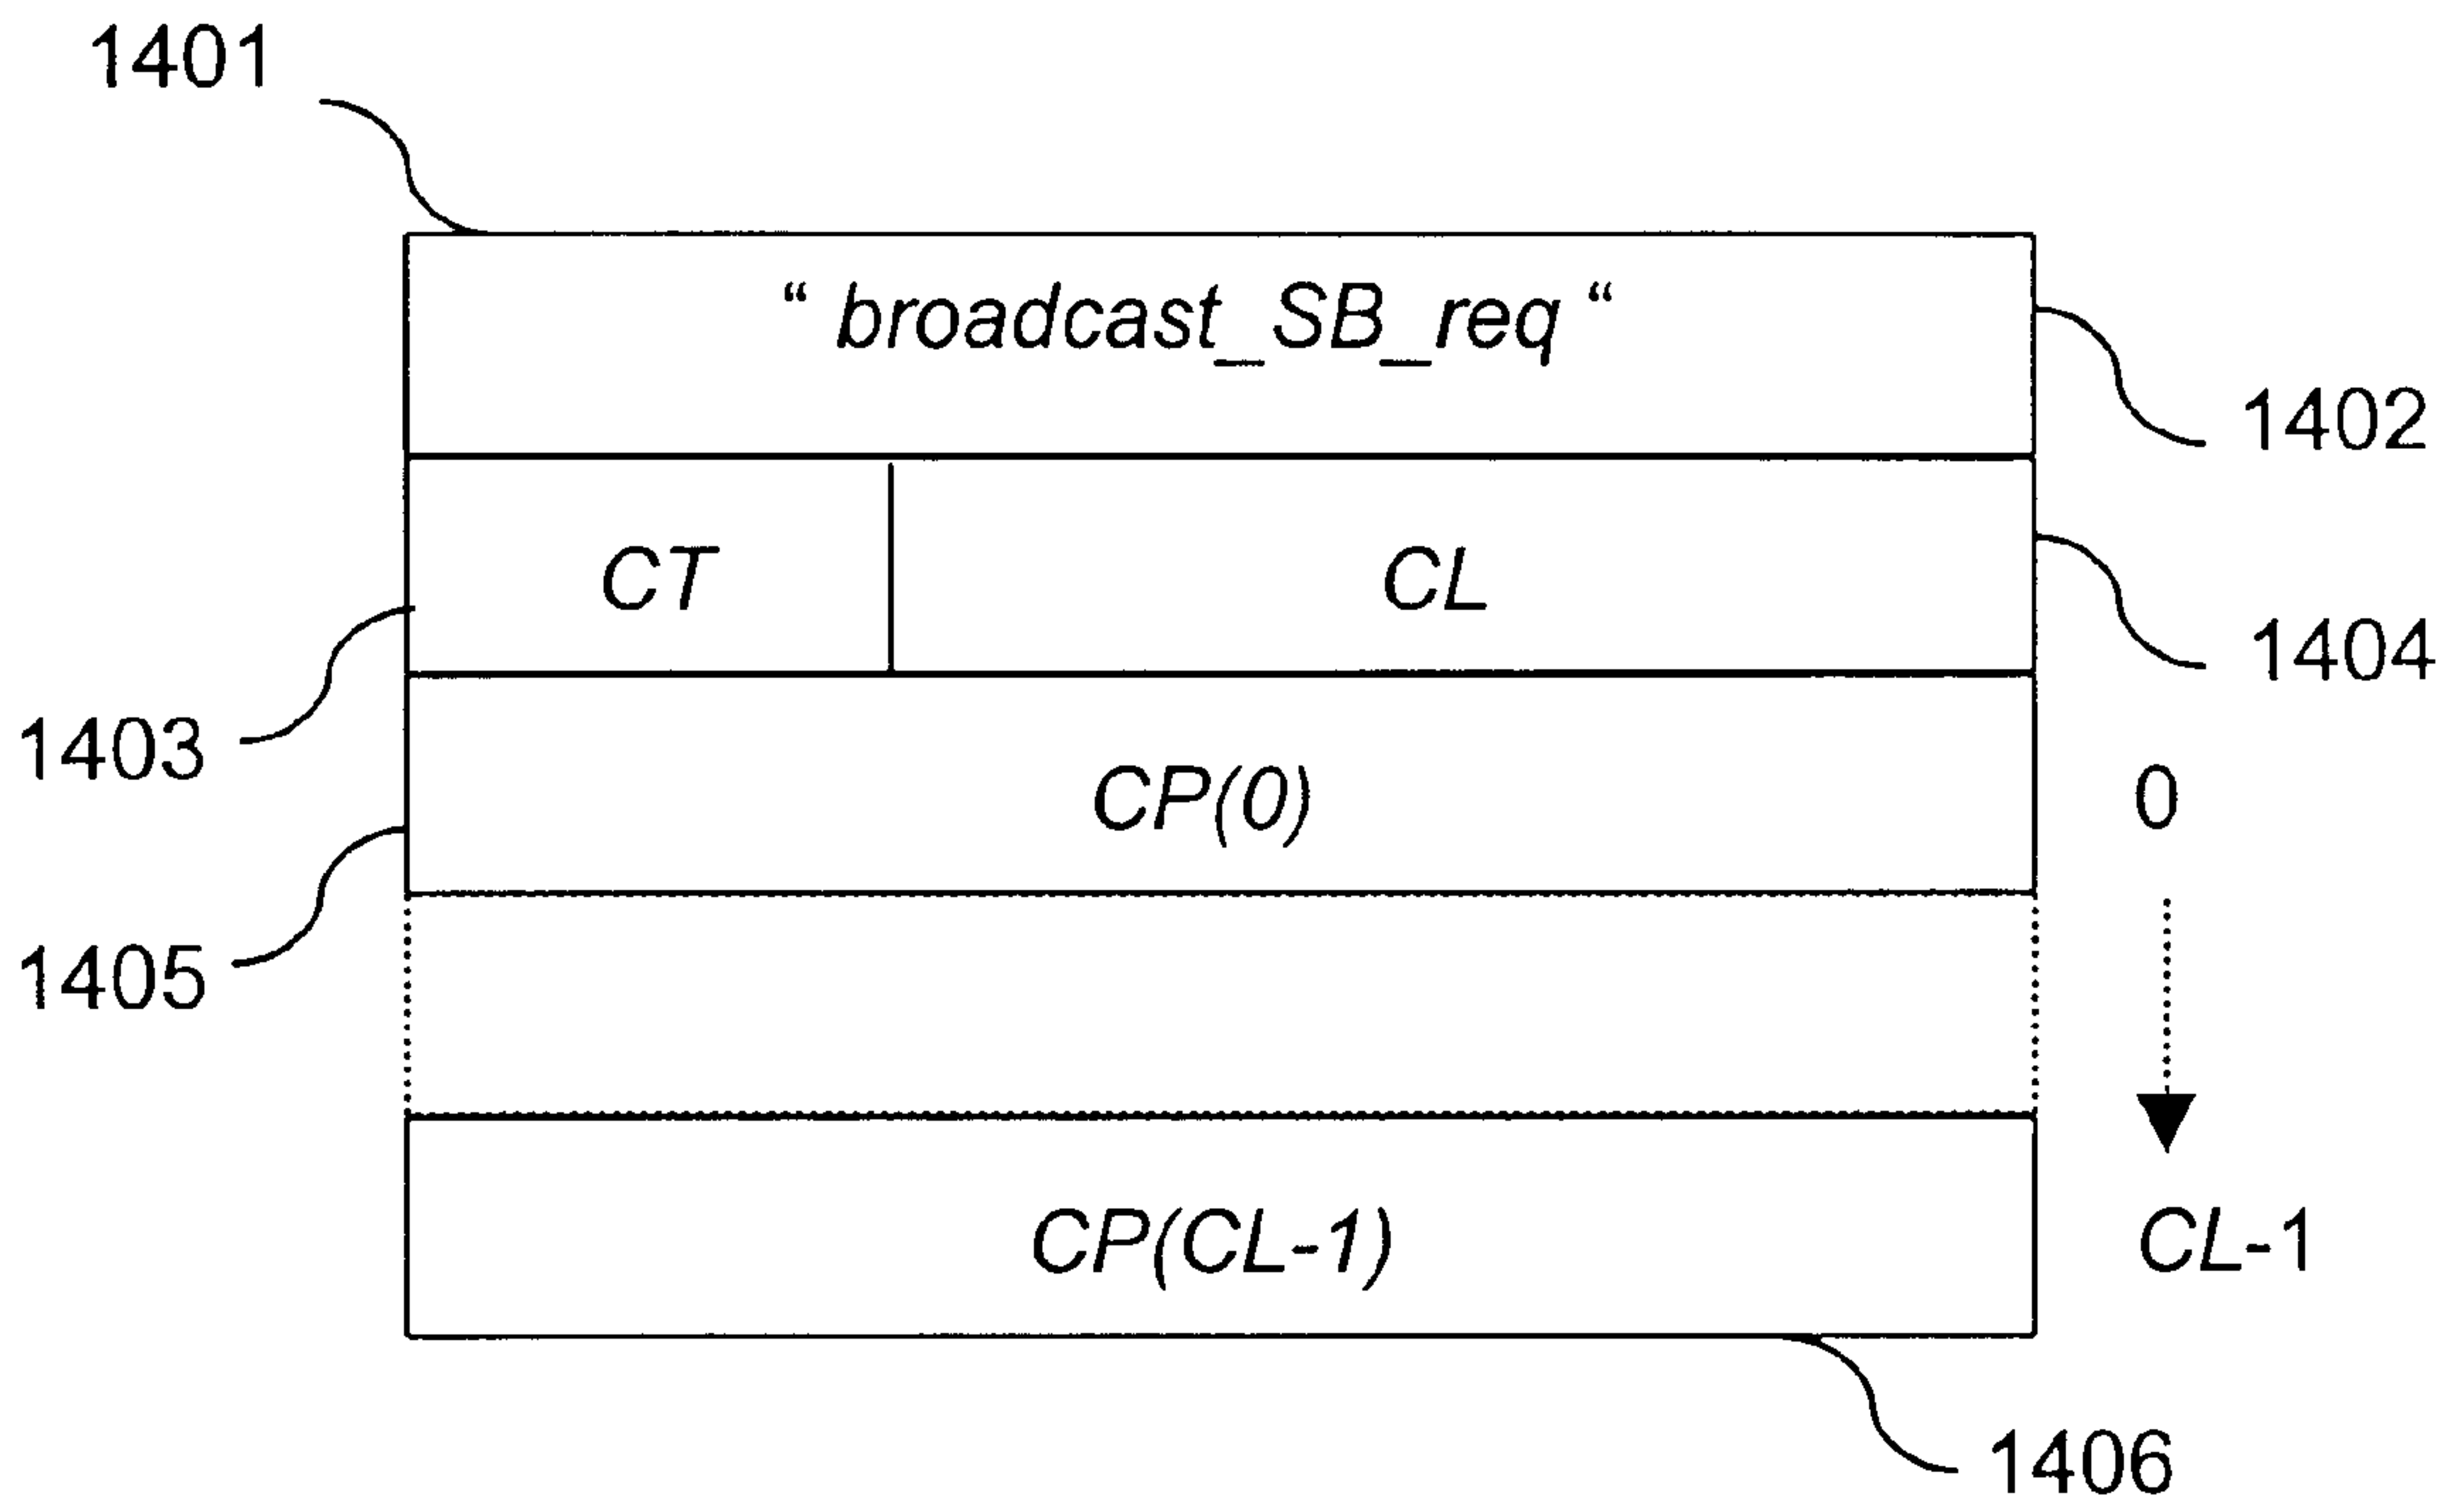 1401
“ broadcast_SB_req “
1402
CT CL
1404
1403
CP(0) 0
1405
CP(CL-1) CL-1
1406